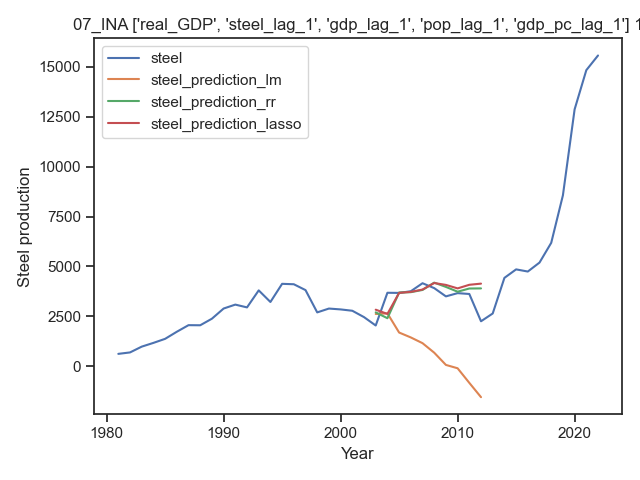 07_INA ['real_GDP', 'steel_lag_1', 'gdp_lag_1', 'pop_lag_1', 'gdp_pc_lag_1'] 1
steel
steel_prediction_lm
steel_prediction_rr
steel_prediction_lasso
15000
12500
10000
7500
5000
2500
0
Steel production
1980
1990
2000
2010
2020
Year